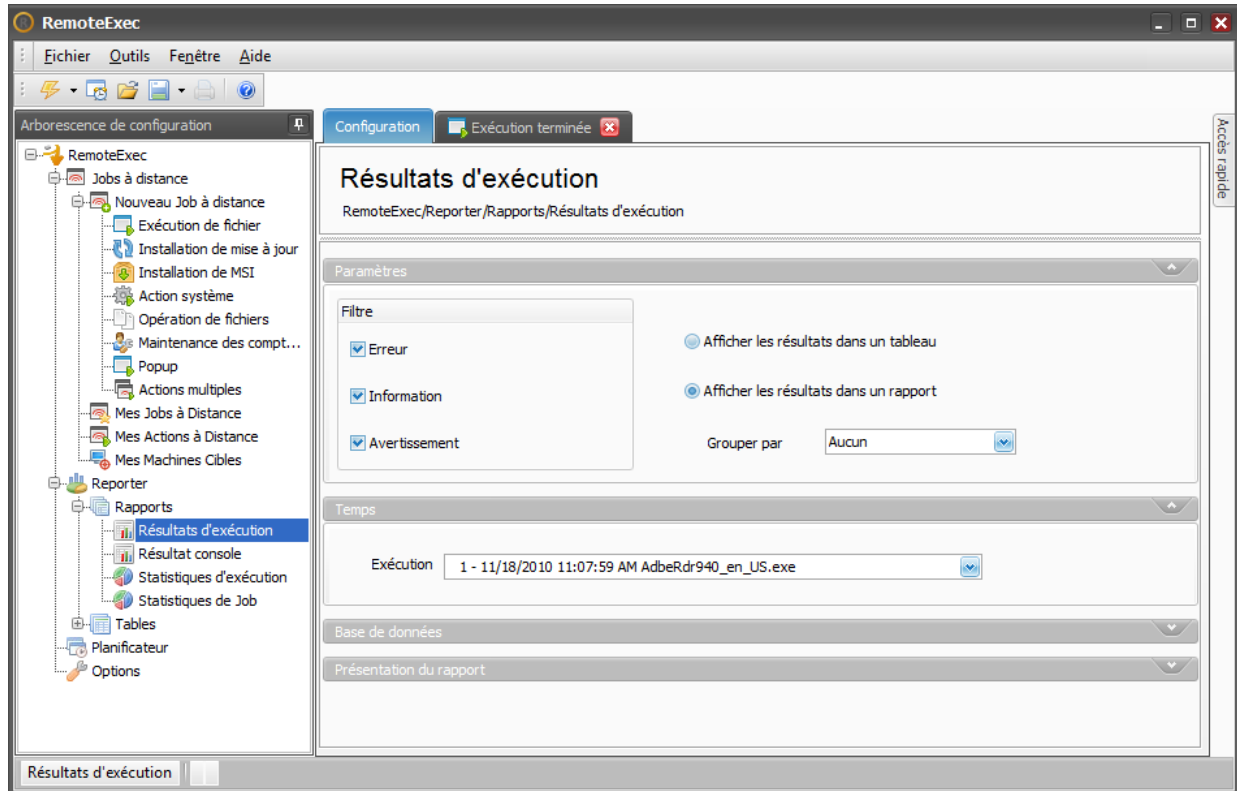 RemoteExec
Fichier Outils Fenêtre Aide
Arborescence de configuration
RemoteExec
Jobs à distance
Nouveau Job à distance
Exécution de fichier
Installation de mise à jour
Installation de MSI
Action système
Opération de fichiers
Maintenance des compt...
Popup
Actions multiples
Mes Jobs à Distance
Mes Actions à Distance
Mes Machines Cibles
Reporter
Rapports
Résultats d'exécution
Résultat console
Statistiques d'exécution
Statistiques de Job
Tables
Planificateur
Options
Configuration
Exécution terminée
Résultats d'exécution
RemoteExec/Reporter/Rapports/Résultats d'exécution
Paramètres
Filtre
Erreur
Information
Avertissement
Afficher les résultats dans un tableau
Afficher les résultats dans un rapport
Grouper par Aucun
Temps
Exécution 1 - 11/18/2010 11:07:59 AM AdbeRdr940_en_US.exe
Base de données
Présentation du rapport
Accès rapide
Résultats d'exécution